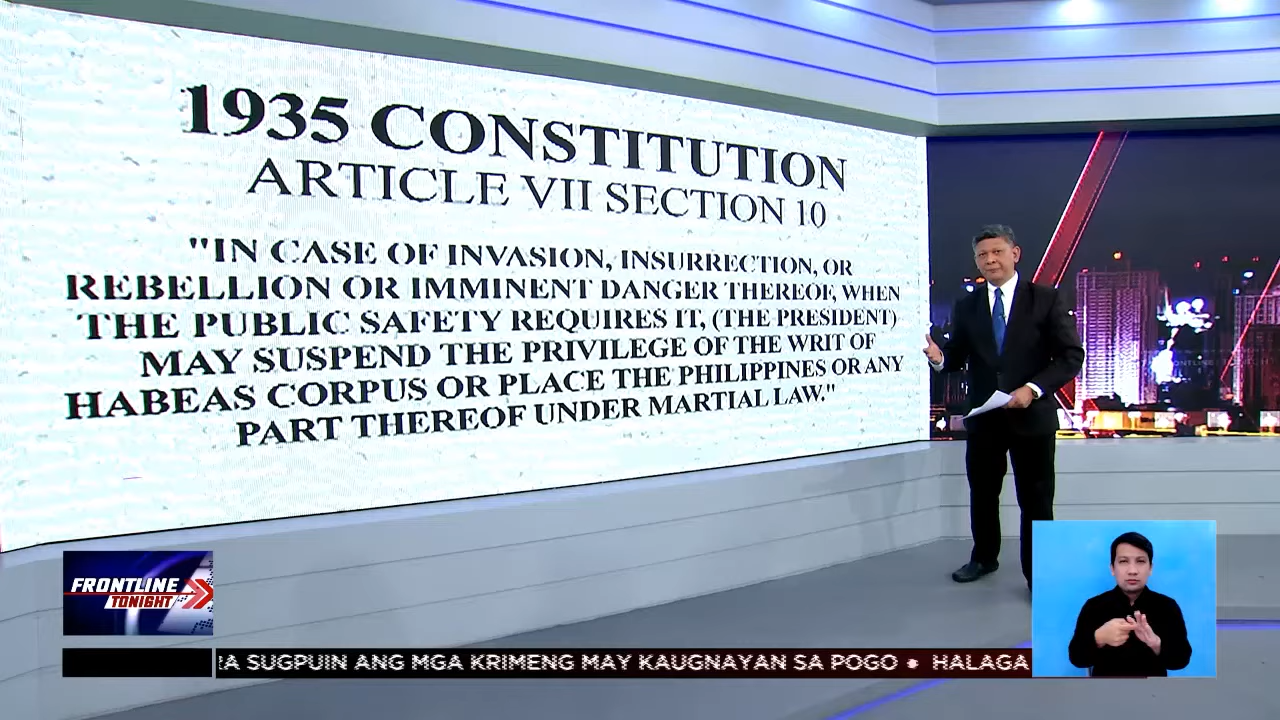 1935 CONSTITUTION
ARTICLE VII SECTION 10
"IN CASE OF INVASION, INSURRECTION, OR
REBELLION OR IMMINENT DANGER THEREOF, WHEN
THE PUBLIC SAFETY REQUIRES IT, (THE PRESIDENT)
MAY SUSPEND THE PRIVILEGE OF THE WRIT OF
HABEAS CORPUS OR PLACE THE PHILIPPINES OR ANY
PART THEREOF UNDER MARTIAL LAW."
FRONTLINE
TONIGHT
SUGPUIN ANG MGA KRIMENG MAY KAUGNAYAN SA POGO • HALAGA